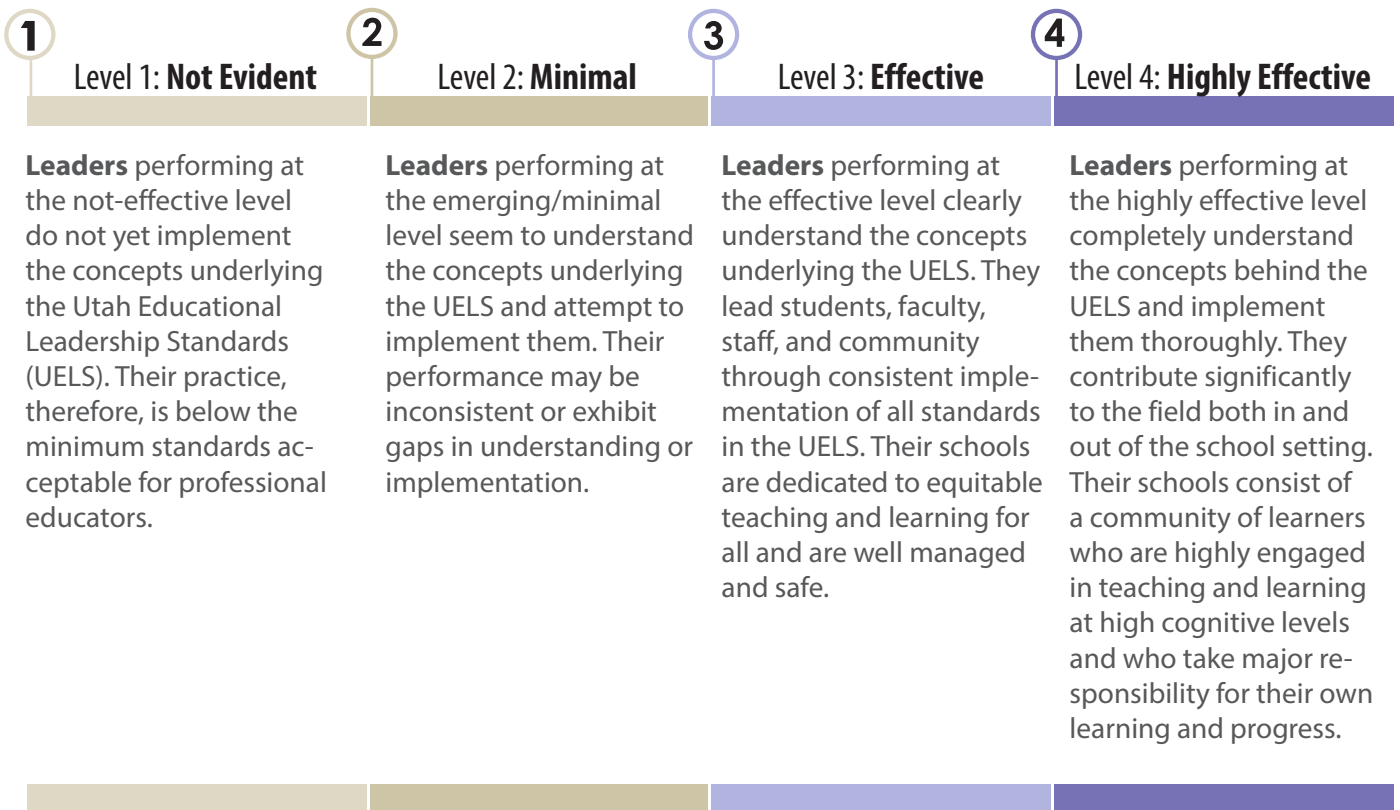 1
Level 1: Not Evident
Leaders performing at
the not-effective level
do not yet implement
the concepts underlying
the Utah Educational
Leadership Standards
(UELS). Their practice,
therefore, is below the
minimum standards ac-
ceptable for professional
educators.
2
Level 2: Minimal
Leaders performing at
the emerging/minimal
level seem to understand
the concepts underlying
the UELS and attempt to
implement them. Their
performance may be
inconsistent or exhibit
gaps in understanding or
implementation.
3
Level 3: Effective
Leaders performing at
the effective level clearly
understand the concepts
underlying the UELS. They
lead students, faculty,
staff, and community
through consistent imple-
mentation of all standards
in the UELS. Their schools
are dedicated to equitable
teaching and learning for
all and are well managed
and safe.
4
Level 4: Highly Effective
Leaders performing at
the highly effective level
completely understand
the concepts behind the
UELS and implement
them thoroughly. They
contribute significantly
to the field both in and
out of the school setting.
Their schools consist of
a community of learners
who are highly engaged
in teaching and learning
at high cognitive levels
and who take major re-
sponsibility for their own
learning and progress.